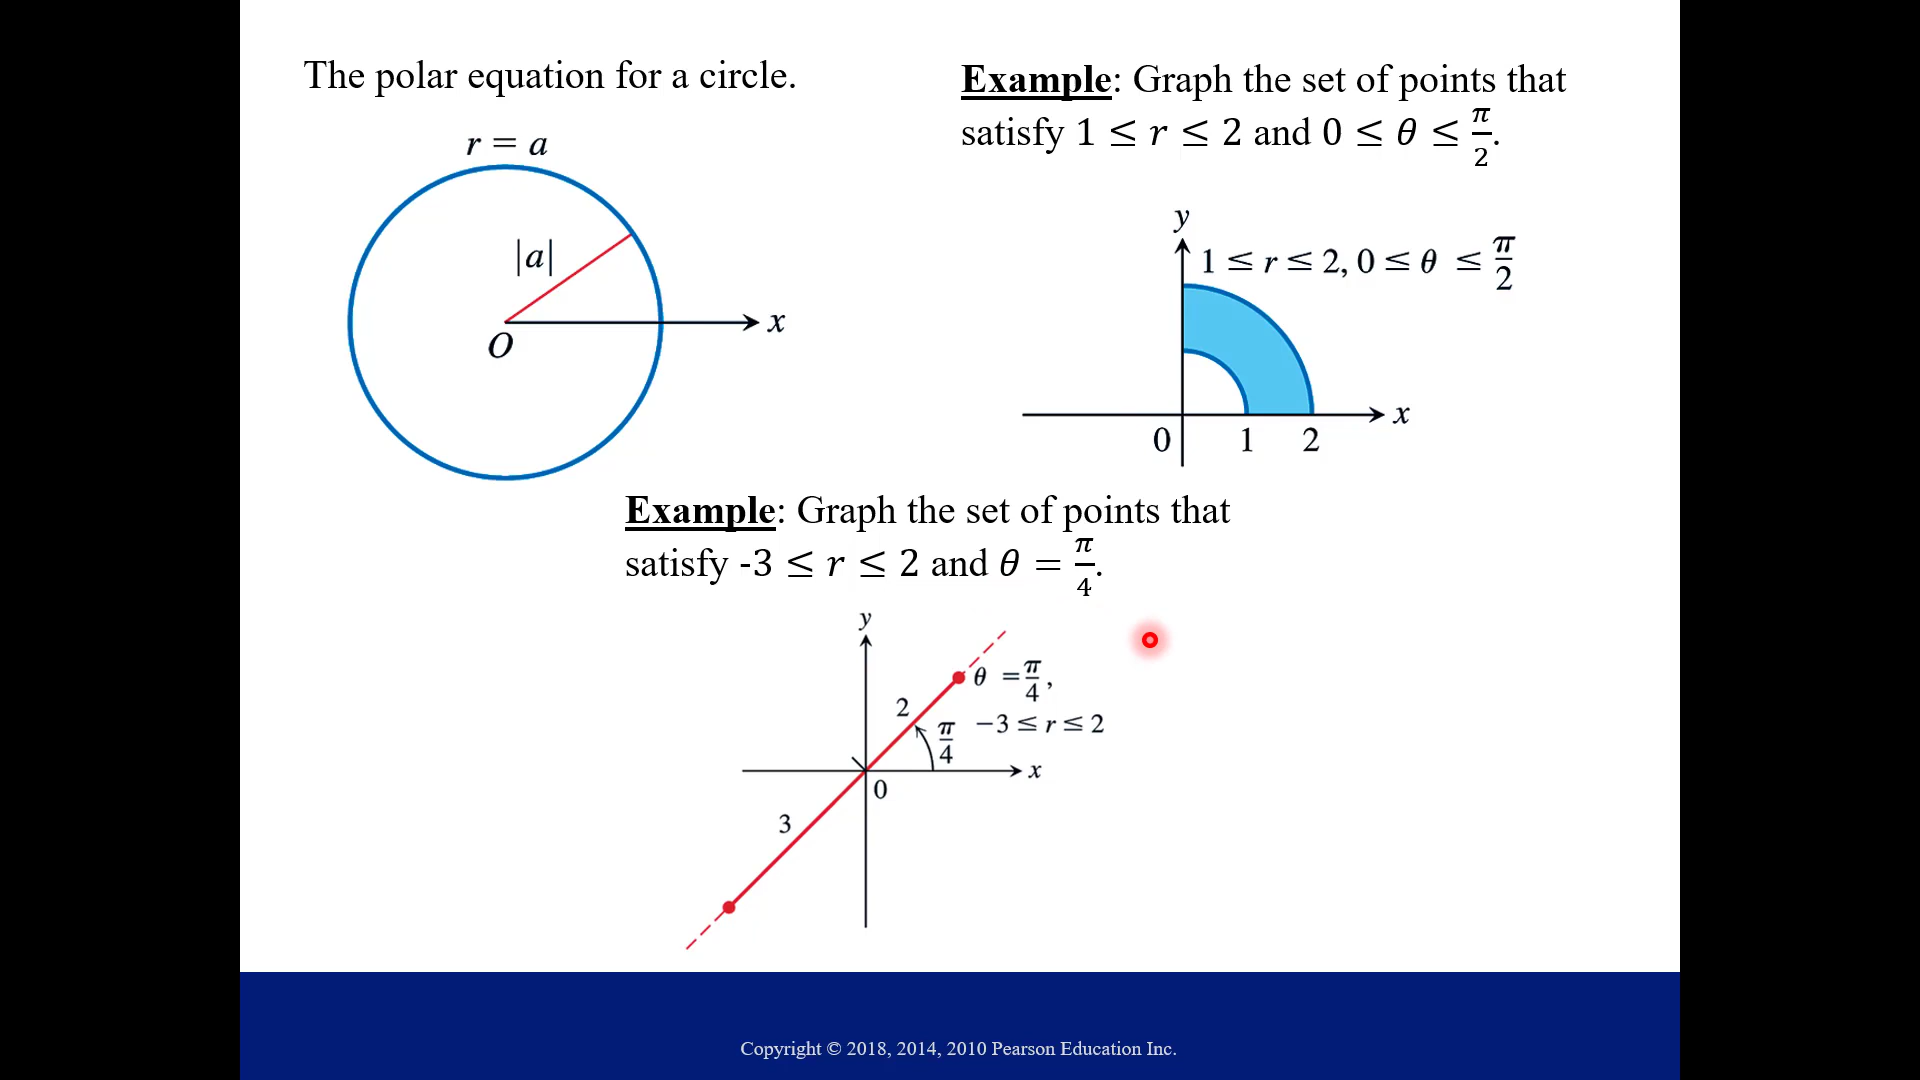 The polar equation for a circle.
r = a
|a|
O
x
Example: Graph the set of points that
satisfy 1 ≤ r ≤ 2 and 0 ≤ θ ≤ π/2.
y
1 ≤ r ≤ 2, 0 ≤ θ ≤ π/2
x
0 1 2
Example: Graph the set of points that
satisfy -3 ≤ r ≤ 2 and θ = π/4.
y
θ = π/4,
2
−3 ≤ r ≤ 2
π/4
x
0
3
Copyright © 2018, 2014, 2010 Pearson Education Inc.